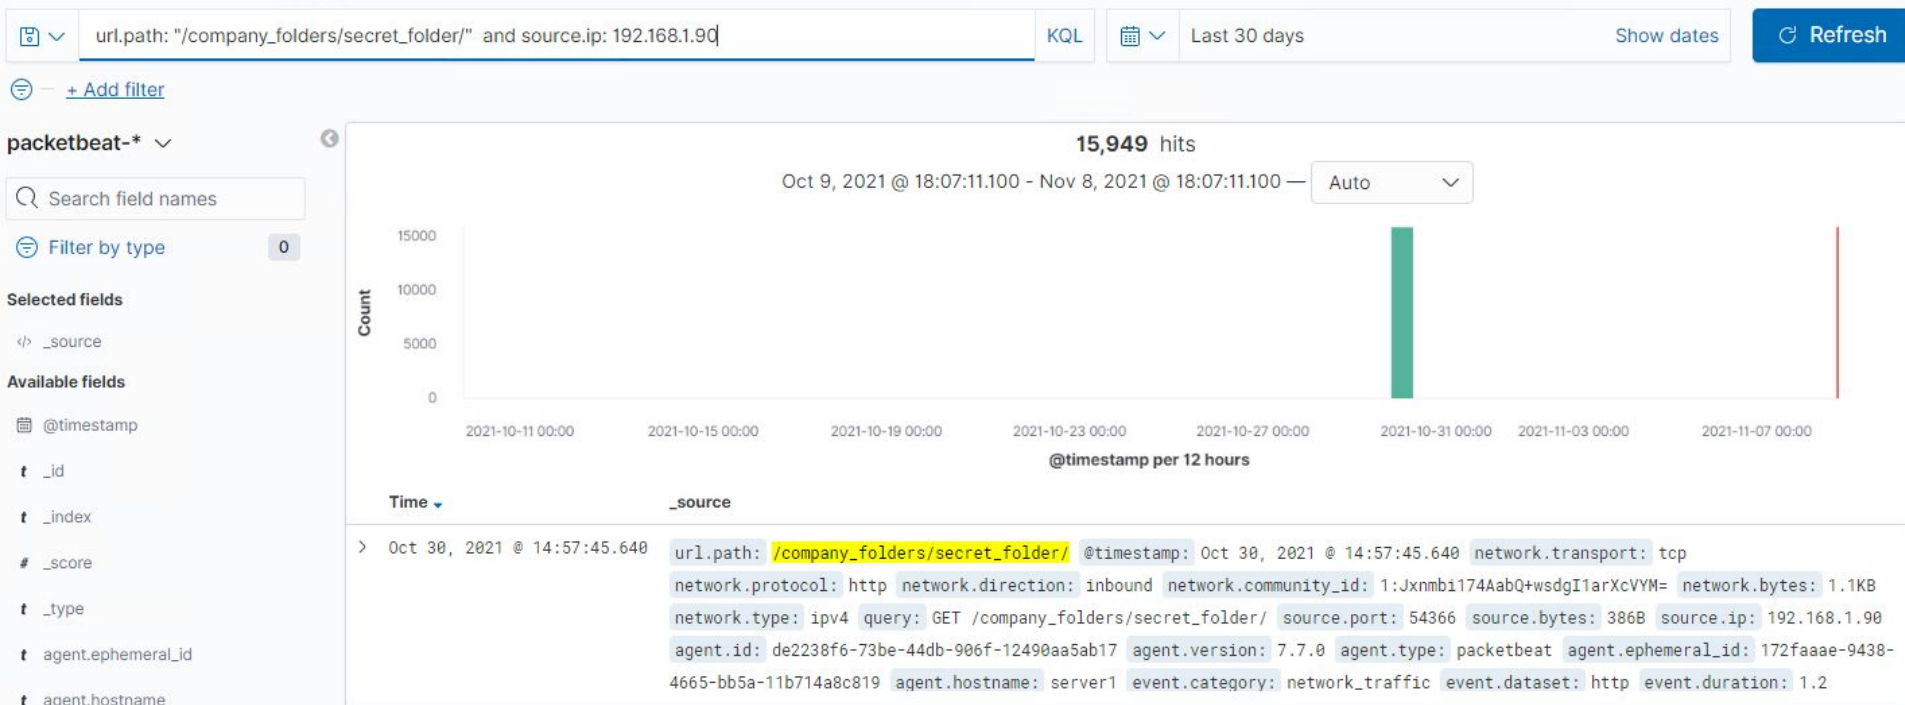 url.path: "/company_folders/secret_folder/" and source.ip: 192.168.1.90 KQL Last 30 days Show dates Refresh
+ Add filter
packetbeat-*
Search field names
Filter by type 0
Selected fields
</> _source
Available fields
@timestamp
t _id
t _index
# _score
t _type
t agent.ephemeral_id
t agent.hostname
15,949 hits
Oct 9, 2021 @ 18:07:11.100 - Nov 8, 2021 @ 18:07:11.100 — Auto
15000
10000
5000
0
Count
2021-10-11 00:00 2021-10-15 00:00 2021-10-19 00:00 2021-10-23 00:00 2021-10-27 00:00 2021-10-31 00:00 2021-11-03 00:00 2021-11-07 00:00
@timestamp per 12 hours
Time _source
Oct 30, 2021 @ 14:57:45.640 url.path: /company_folders/secret_folder/ @timestamp: Oct 30, 2021 @ 14:57:45.640 network.transport: tcp
network.protocol: http network.direction: inbound network.community_id: 1:Jxnmbi174AabQ+wsdgI1arXcVYM= network.bytes: 1.1KB
network.type: ipv4 query: GET /company_folders/secret_folder/ source.port: 54366 source.bytes: 386B source.ip: 192.168.1.90
agent.id: de2238f6-73be-44db-906f-12490aa5ab17 agent.version: 7.7.0 agent.type: packetbeat agent.ephemeral_id: 172faaae-9438-
4665-bb5a-11b714a8c819 agent.hostname: server1 event.category: network_traffic event.dataset: http event.duration: 1.2